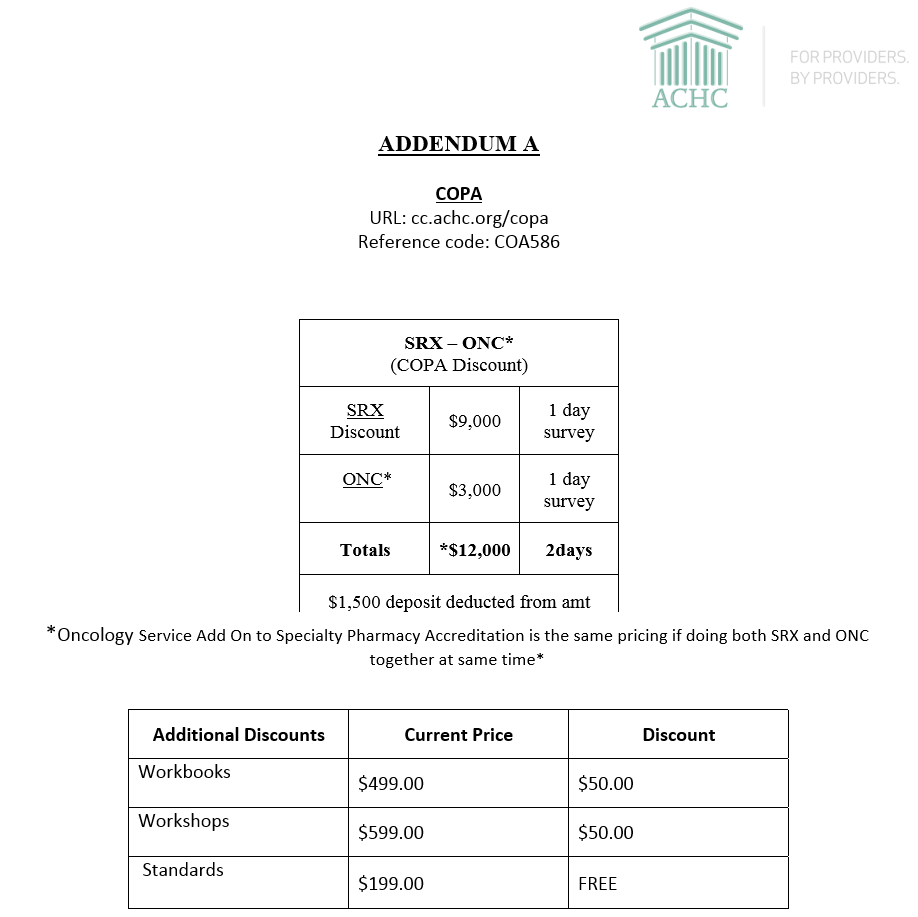 ACHC
FOR PROVIDERS.
BY PROVIDERS.
ADDENDUM A
COPA
URL: cc.achc.org/copa
Reference code: COA586
SRX – ONC*
(COPA Discount)
SRX
Discount
$9,000
1 day
survey
ONC*
$3,000
1 day
survey
Totals
*$12,000
2days
$1,500 deposit deducted from amt
*Oncology Service Add On to Specialty Pharmacy Accreditation is the same pricing if doing both SRX and ONC
together at same time*
Additional Discounts
Current Price
Discount
Workbooks
$499.00
$50.00
Workshops
$599.00
$50.00
Standards
$199.00
FREE